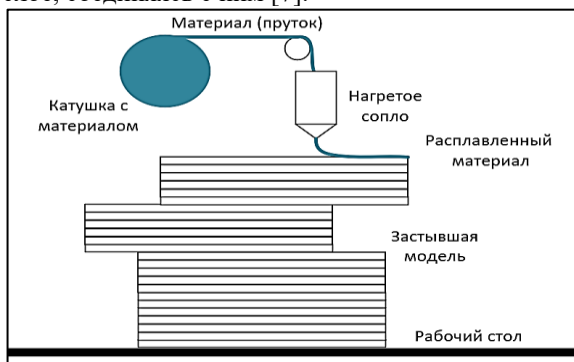 Материал (пруток)
Катушка с
материалом
Нагретое
сопло
Расплавленный
материал
Застывшая
модель
Рабочий стол